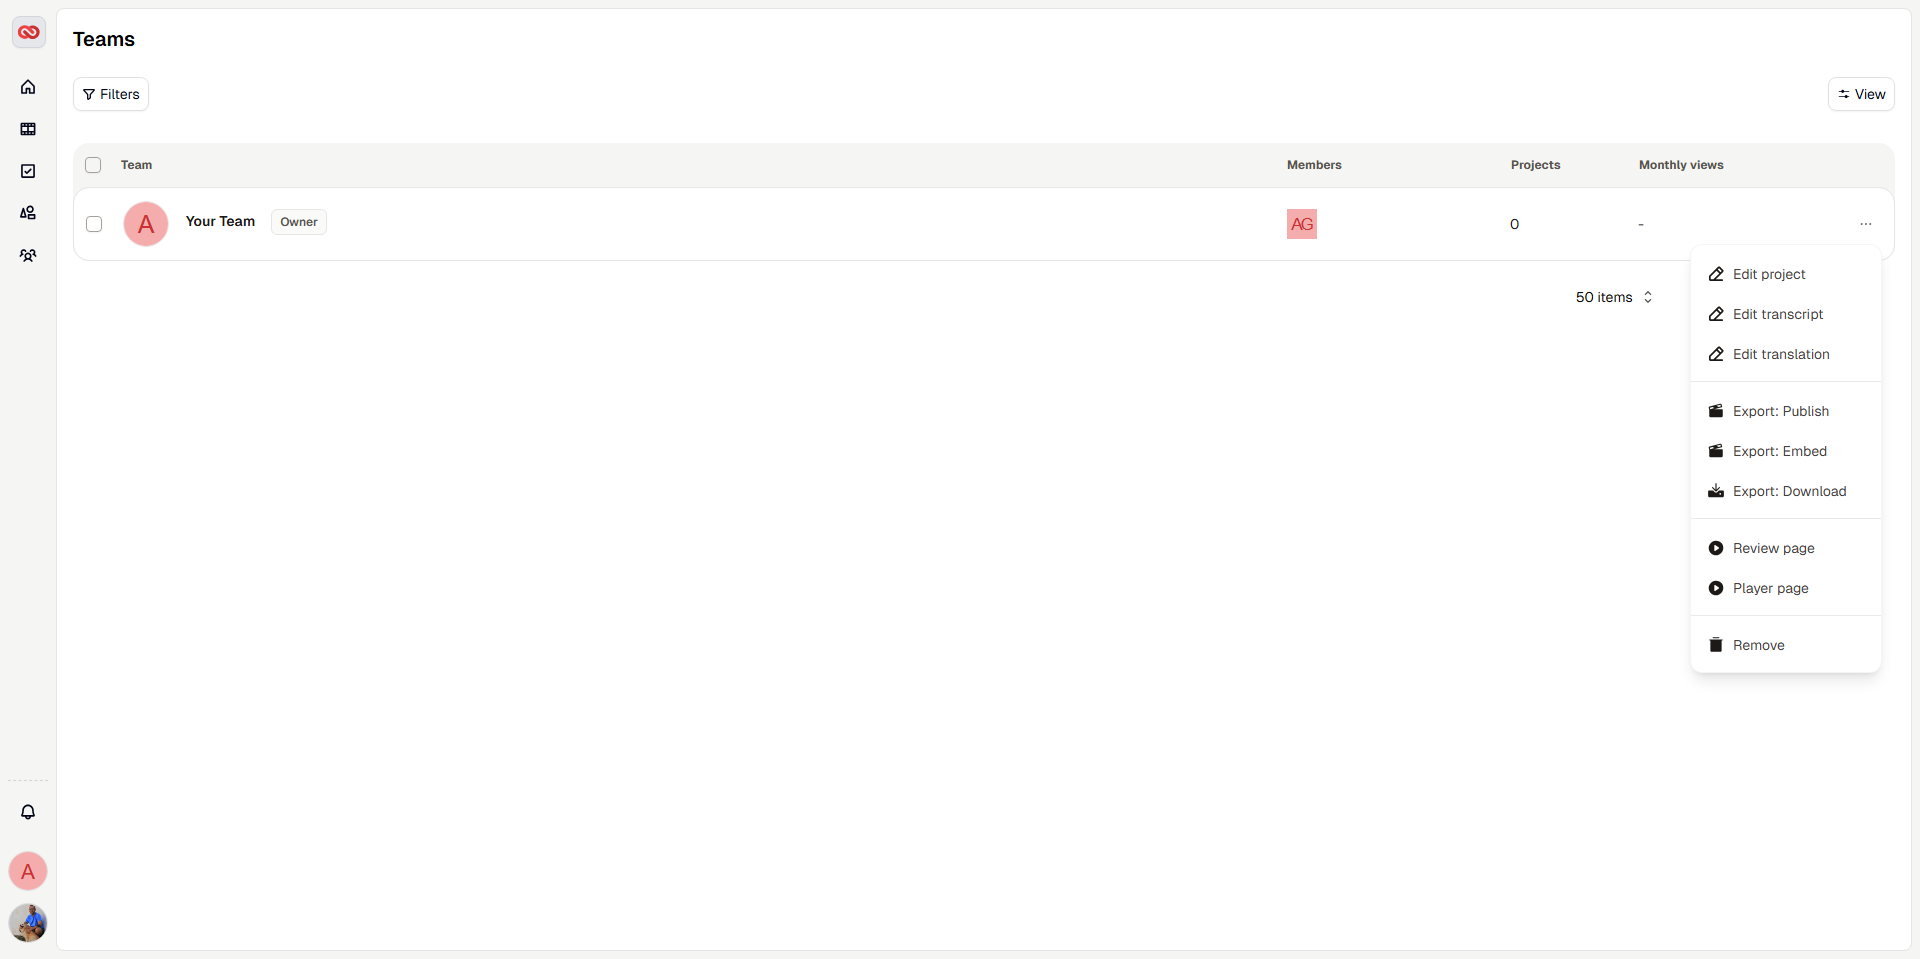 Teams
Filters
View
Team Members Projects Monthly views
A Your Team Owner AG 0 - ...
50 items
Edit project
Edit transcript
Edit translation
Export: Publish
Export: Embed
Export: Download
Review page
Player page
Remove
A